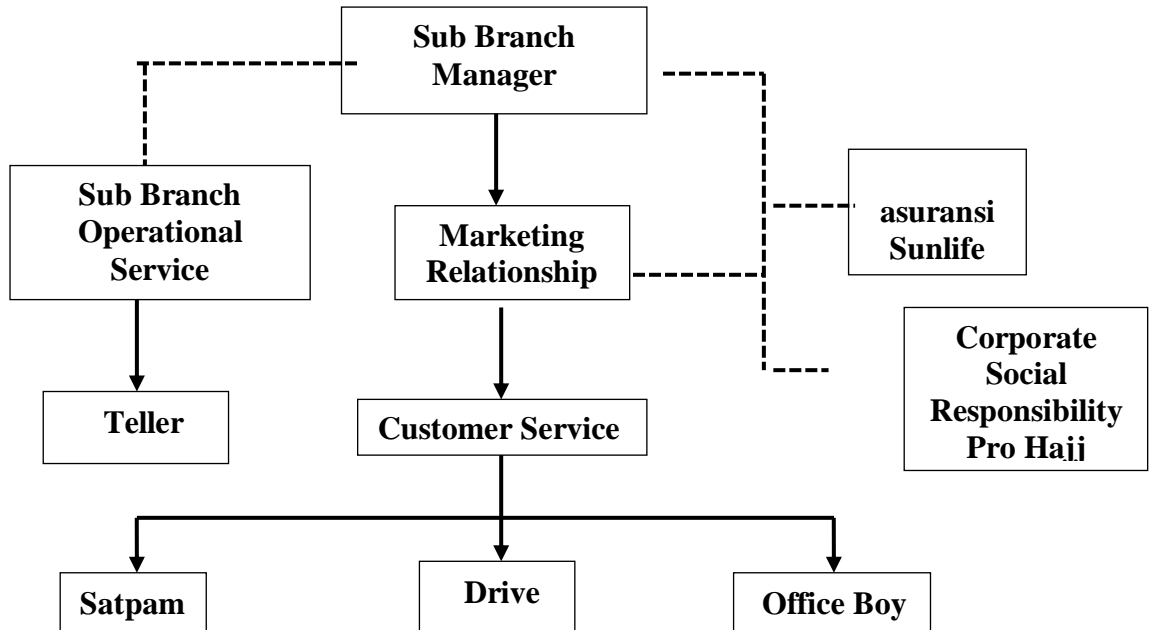 Sub Branch
Manager
Sub Branch
Operational
Service
Marketing
Relationship
asuransi
Sunlife
Corporate
Social
Responsibility
Pro Hajj
Teller
Customer Service
Satpam
Drive
Office Boy